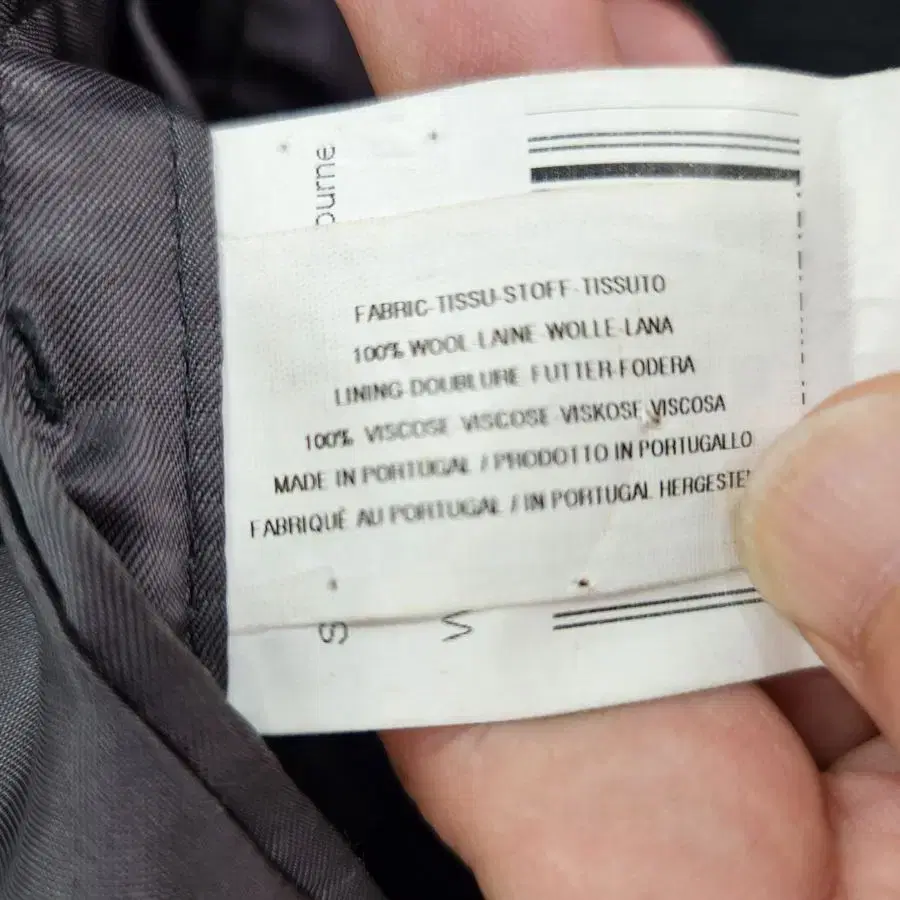 FABRIC-TISSU-STOFF-TISSUTO
100% WOOL-LAINE-WOLLE-LANA
LINING-DOUBLURE FUTTER-FODERA
100% VISCOSE-VISCOSE-VISKOSE VISCOSA
MADE IN PORTUGAL / PRODOTTO IN PORTUGALLO
FABRIQUÉ AU PORTUGAL / IN PORTUGAL HERGESTE